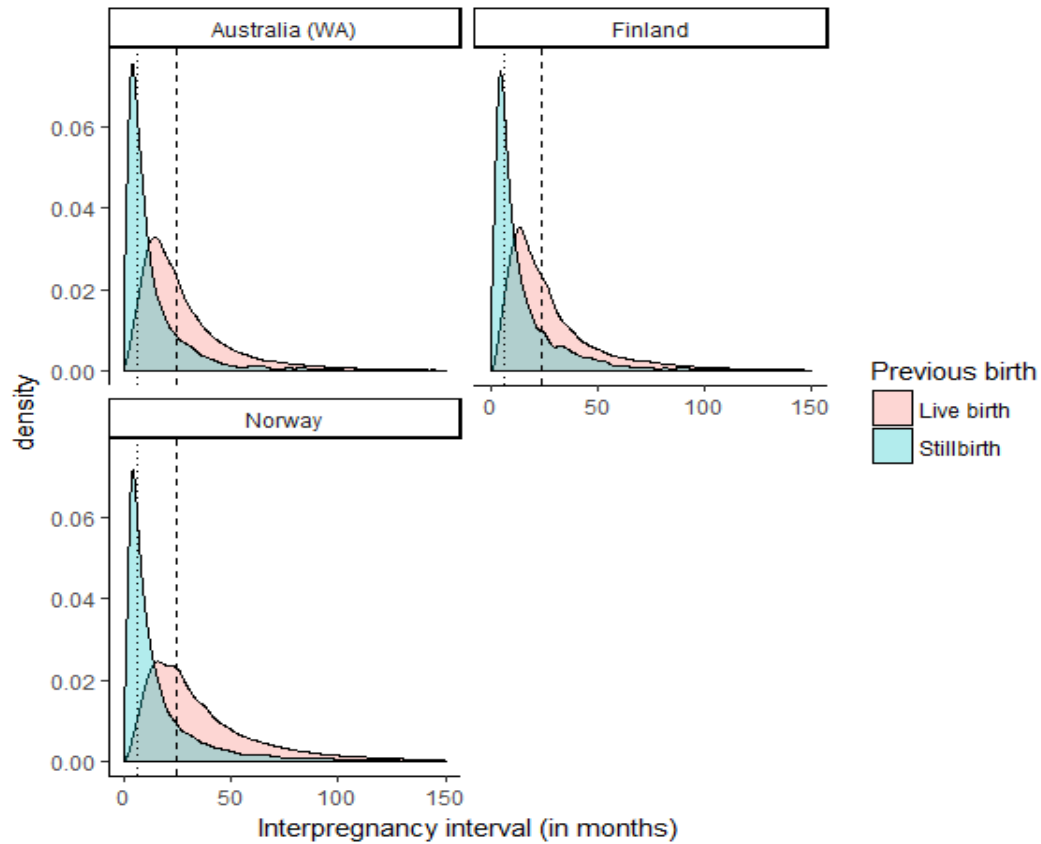 Australia (WA)
Finland
0.06
0.04
0.02
0.00
0
50
100
150
Norway
0.06
0.04
0.02
0.00
0
50
100
150
density
Interpregnancy interval (in months)
Previous birth
Live birth
Stillbirth